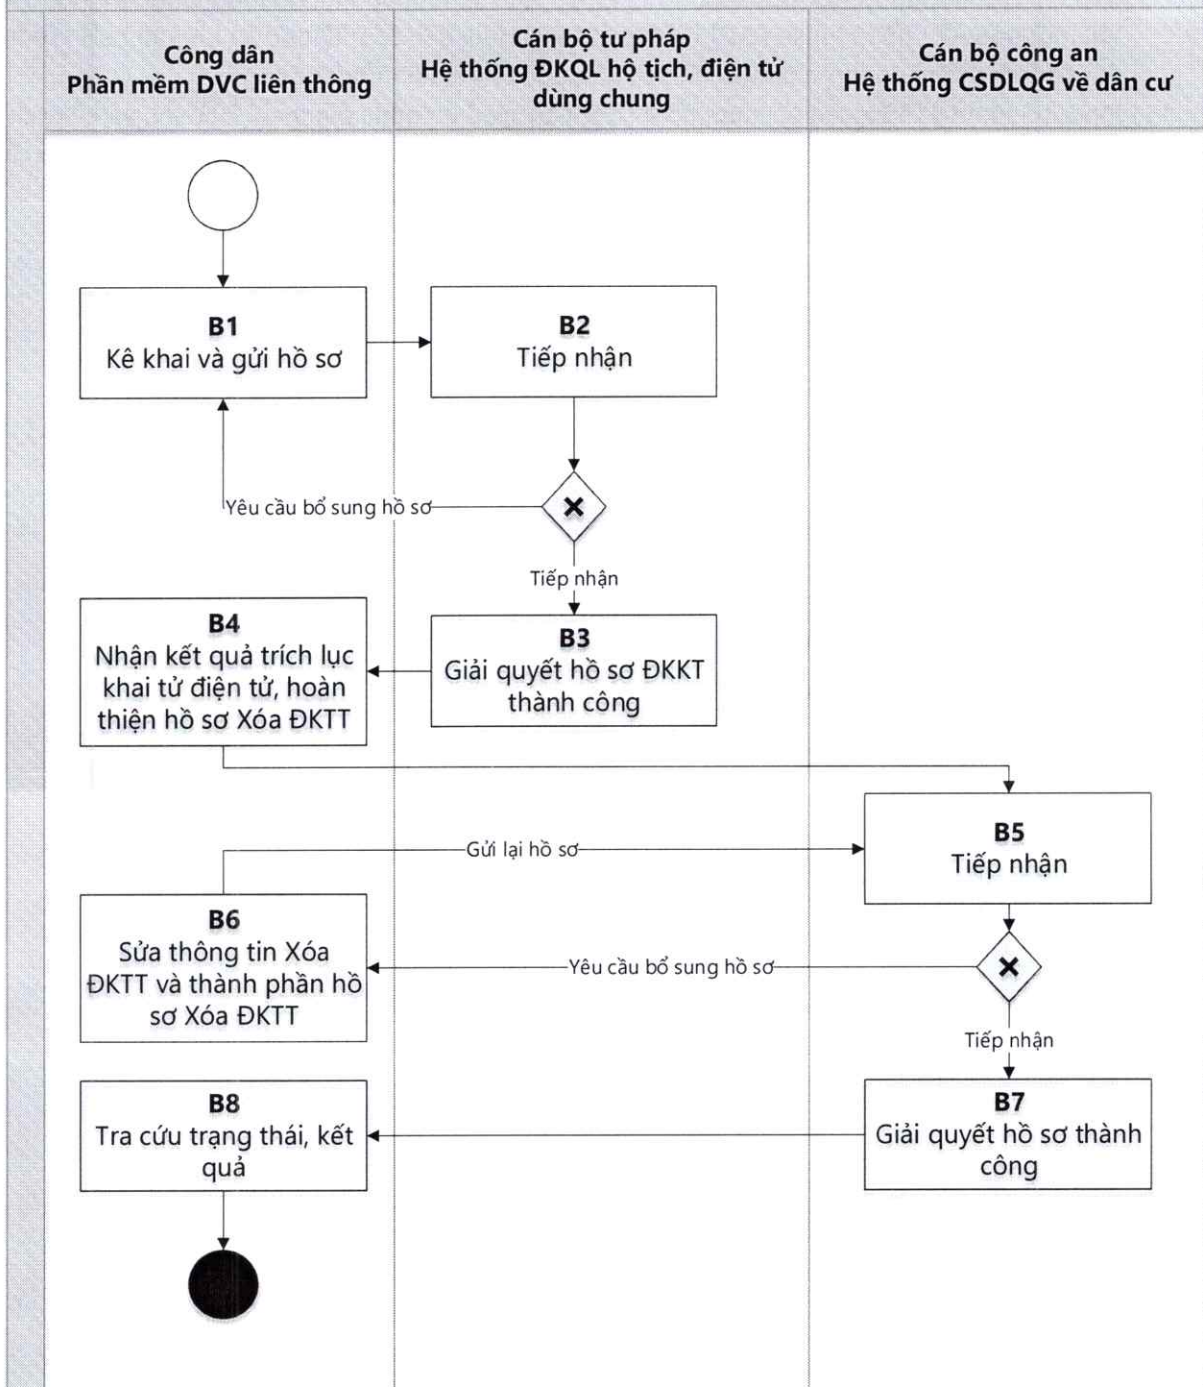 Công dân
Phần mềm DVC liên thông
Cán bộ tư pháp
Hệ thống ĐKQL hộ tịch, điện tử
dùng chung
Cán bộ công an
Hệ thống CSDLQG về dân cư
B1
Kê khai và gửi hồ sơ
B2
Tiếp nhận
Yêu cầu bổ sung hồ sơ
Tiếp nhận
B4
Nhận kết quả trích lục
khai tử điện tử, hoàn
thiện hồ sơ Xóa ĐKTT
B3
Giải quyết hồ sơ ĐKKT
thành công
B5
Tiếp nhận
Gửi lại hồ sơ
B6
Sửa thông tin Xóa
ĐKTT và thành phần hồ
sơ Xóa ĐKTT
Yêu cầu bổ sung hồ sơ
Tiếp nhận
B8
Tra cứu trạng thái, kết
quả
B7
Giải quyết hồ sơ thành
công